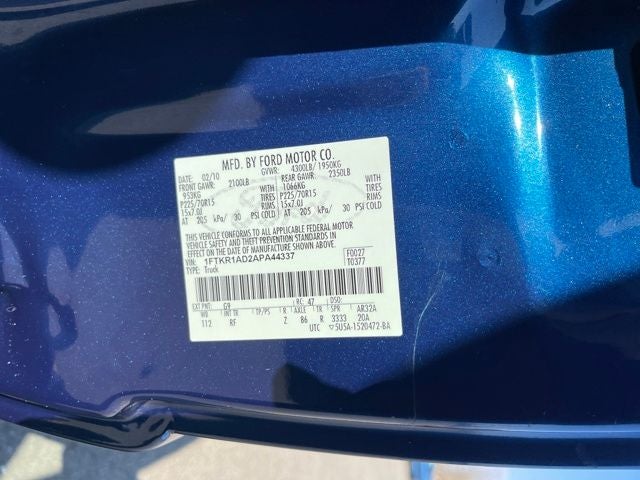 MFD. BY FORD MOTOR CO.
DATE: 02/10 GVWR: 4300LB/ 1950KG
FRONT GAWR: 2100LB REAR GAWR: 2350LB
953KG WITH 1066KG WITH
P225/70R15 TIRES P225/70R15 TIRES
15x7.0J RIMS 15x7.0J RIMS
AT 205 kPa/ 30 PSI COLD AT 205 kPa/ 30 PSI COLD
THIS VEHICLE CONFORMS TO ALL APPLICABLE FEDERAL MOTOR
VEHICLE SAFETY AND BUMPER STANDARDS IN
EFFECT ON THE DATE OF MANUFACTURE SHOWN ABOVE.
VIN: 1FTKR1AD2APA44337 F0027
TYPE: Truck T0377
EXT PNT: G9 RC: 47 DSO:
WB INT TR TP/PS R AXLE TR SPR AR32A
112 RF Z 86 R 3333 20A
UTC 5U5A-1520472-BA